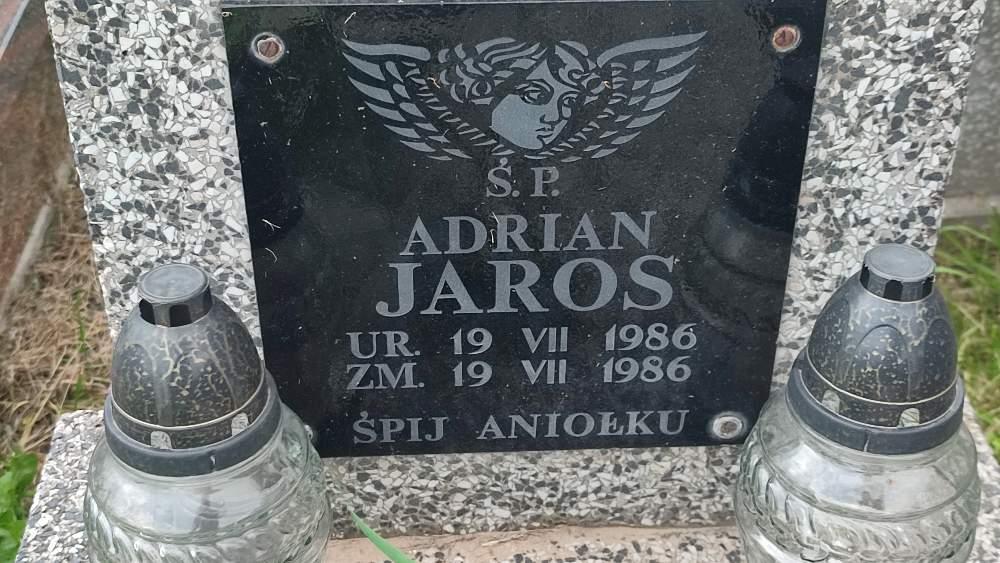 Ś. P.
ADRIAN
JAROS
UR. 19 VII 1986
ZM. 19 VII 1986
ŚPIJ ANIOŁKU